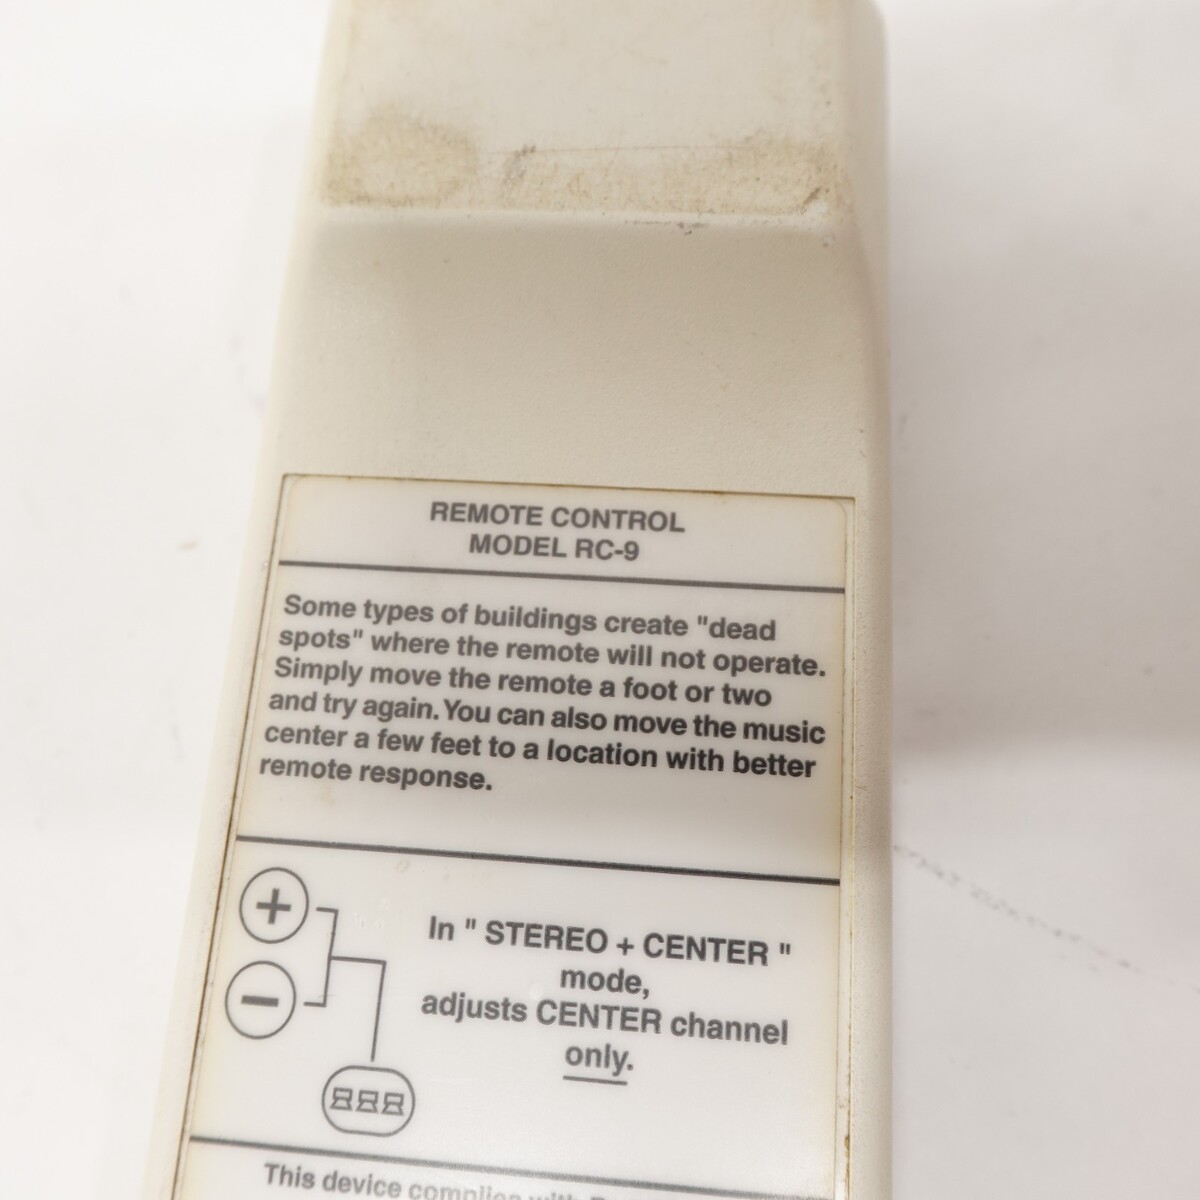 REMOTE CONTROL
MODEL RC-9
Some types of buildings create "dead
spots" where the remote will not operate.
Simply move the remote a foot or two
and try again. You can also move the music
center a few feet to a location with better
remote response.
+
−
In " STEREO + CENTER "
mode,
adjusts CENTER channel
only.
This device complies with